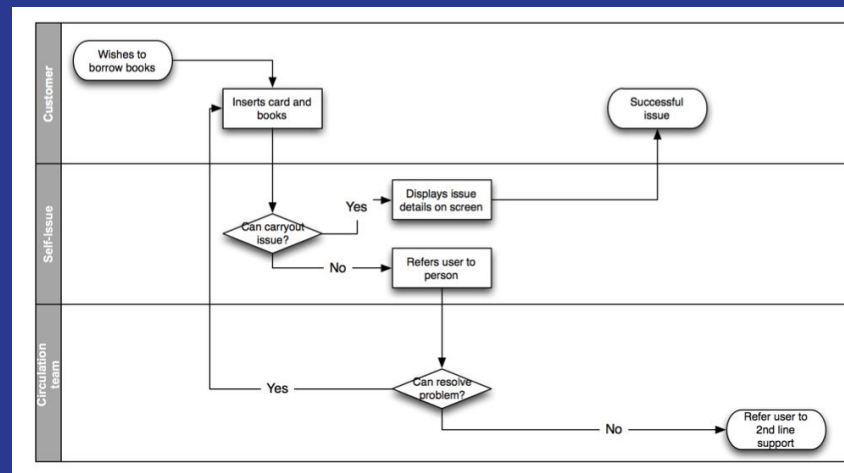 Customer
Wishes to
borrow books
Inserts card and
books
Successful
issue
Self-Issue
Can carryout
issue?
Yes
Displays issue
details on screen
No
Refers user to
person
Circulation
team
Can resolve
problem?
Yes
No
Refer user to
2nd line
support